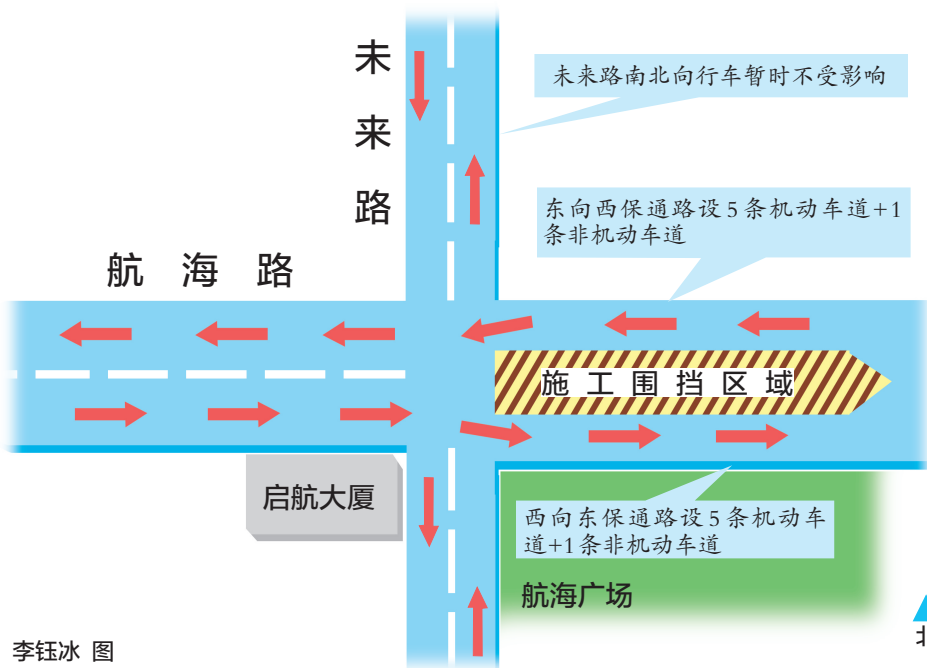 未来路
未来路南北向行车暂时不受影响
东向西保通路设5条机动车道+1
条非机动车道
航海路
施工围挡区域
启航大厦
西向东保通路设5条机动车
道+1条非机动车道
航海广场
北
李钰冰 图